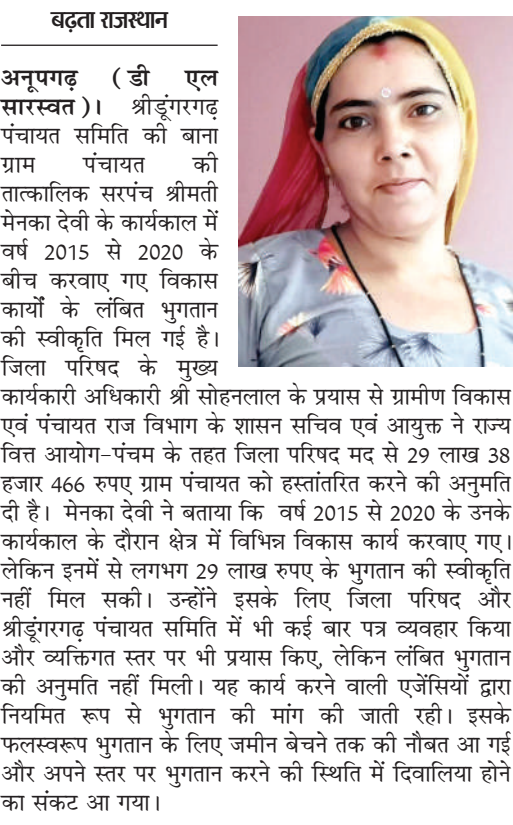 बढ़ता राजस्थान
अनूपगढ़ (डी एल
सारस्वत)। श्रीडूंगरगढ़
पंचायत समिति की बाना
ग्राम पंचायत की
तात्कालिक सरपंच श्रीमती
मेनका देवी के कार्यकाल में
वर्ष 2015 से 2020 के
बीच करवाए गए विकास
कार्यों के लंबित भुगतान
की स्वीकृति मिल गई है।
जिला परिषद के मुख्य
कार्यकारी अधिकारी श्री सोहनलाल के प्रयास से ग्रामीण विकास
एवं पंचायत राज विभाग के शासन सचिव एवं आयुक्त ने राज्य
वित्त आयोग-पंचम के तहत जिला परिषद मद से 29 लाख 38
हजार 466 रुपए ग्राम पंचायत को हस्तांतरित करने की अनुमति
दी है। मेनका देवी ने बताया कि वर्ष 2015 से 2020 के उनके
कार्यकाल के दौरान क्षेत्र में विभिन्न विकास कार्य करवाए गए।
लेकिन इनमें से लगभग 29 लाख रुपए के भुगतान की स्वीकृति
नहीं मिल सकी। उन्होंने इसके लिए जिला परिषद और
श्रीडूंगरगढ़ पंचायत समिति में भी कई बार पत्र व्यवहार किया
और व्यक्तिगत स्तर पर भी प्रयास किए, लेकिन लंबित भुगतान
की अनुमति नहीं मिली। यह कार्य करने वाली एजेंसियों द्वारा
नियमित रूप से भुगतान की मांग की जाती रही। इसके
फलस्वरूप भुगतान के लिए जमीन बेचने तक की नौबत आ गई
और अपने स्तर पर भुगतान करने की स्थिति में दिवालिया होने
का संकट आ गया।